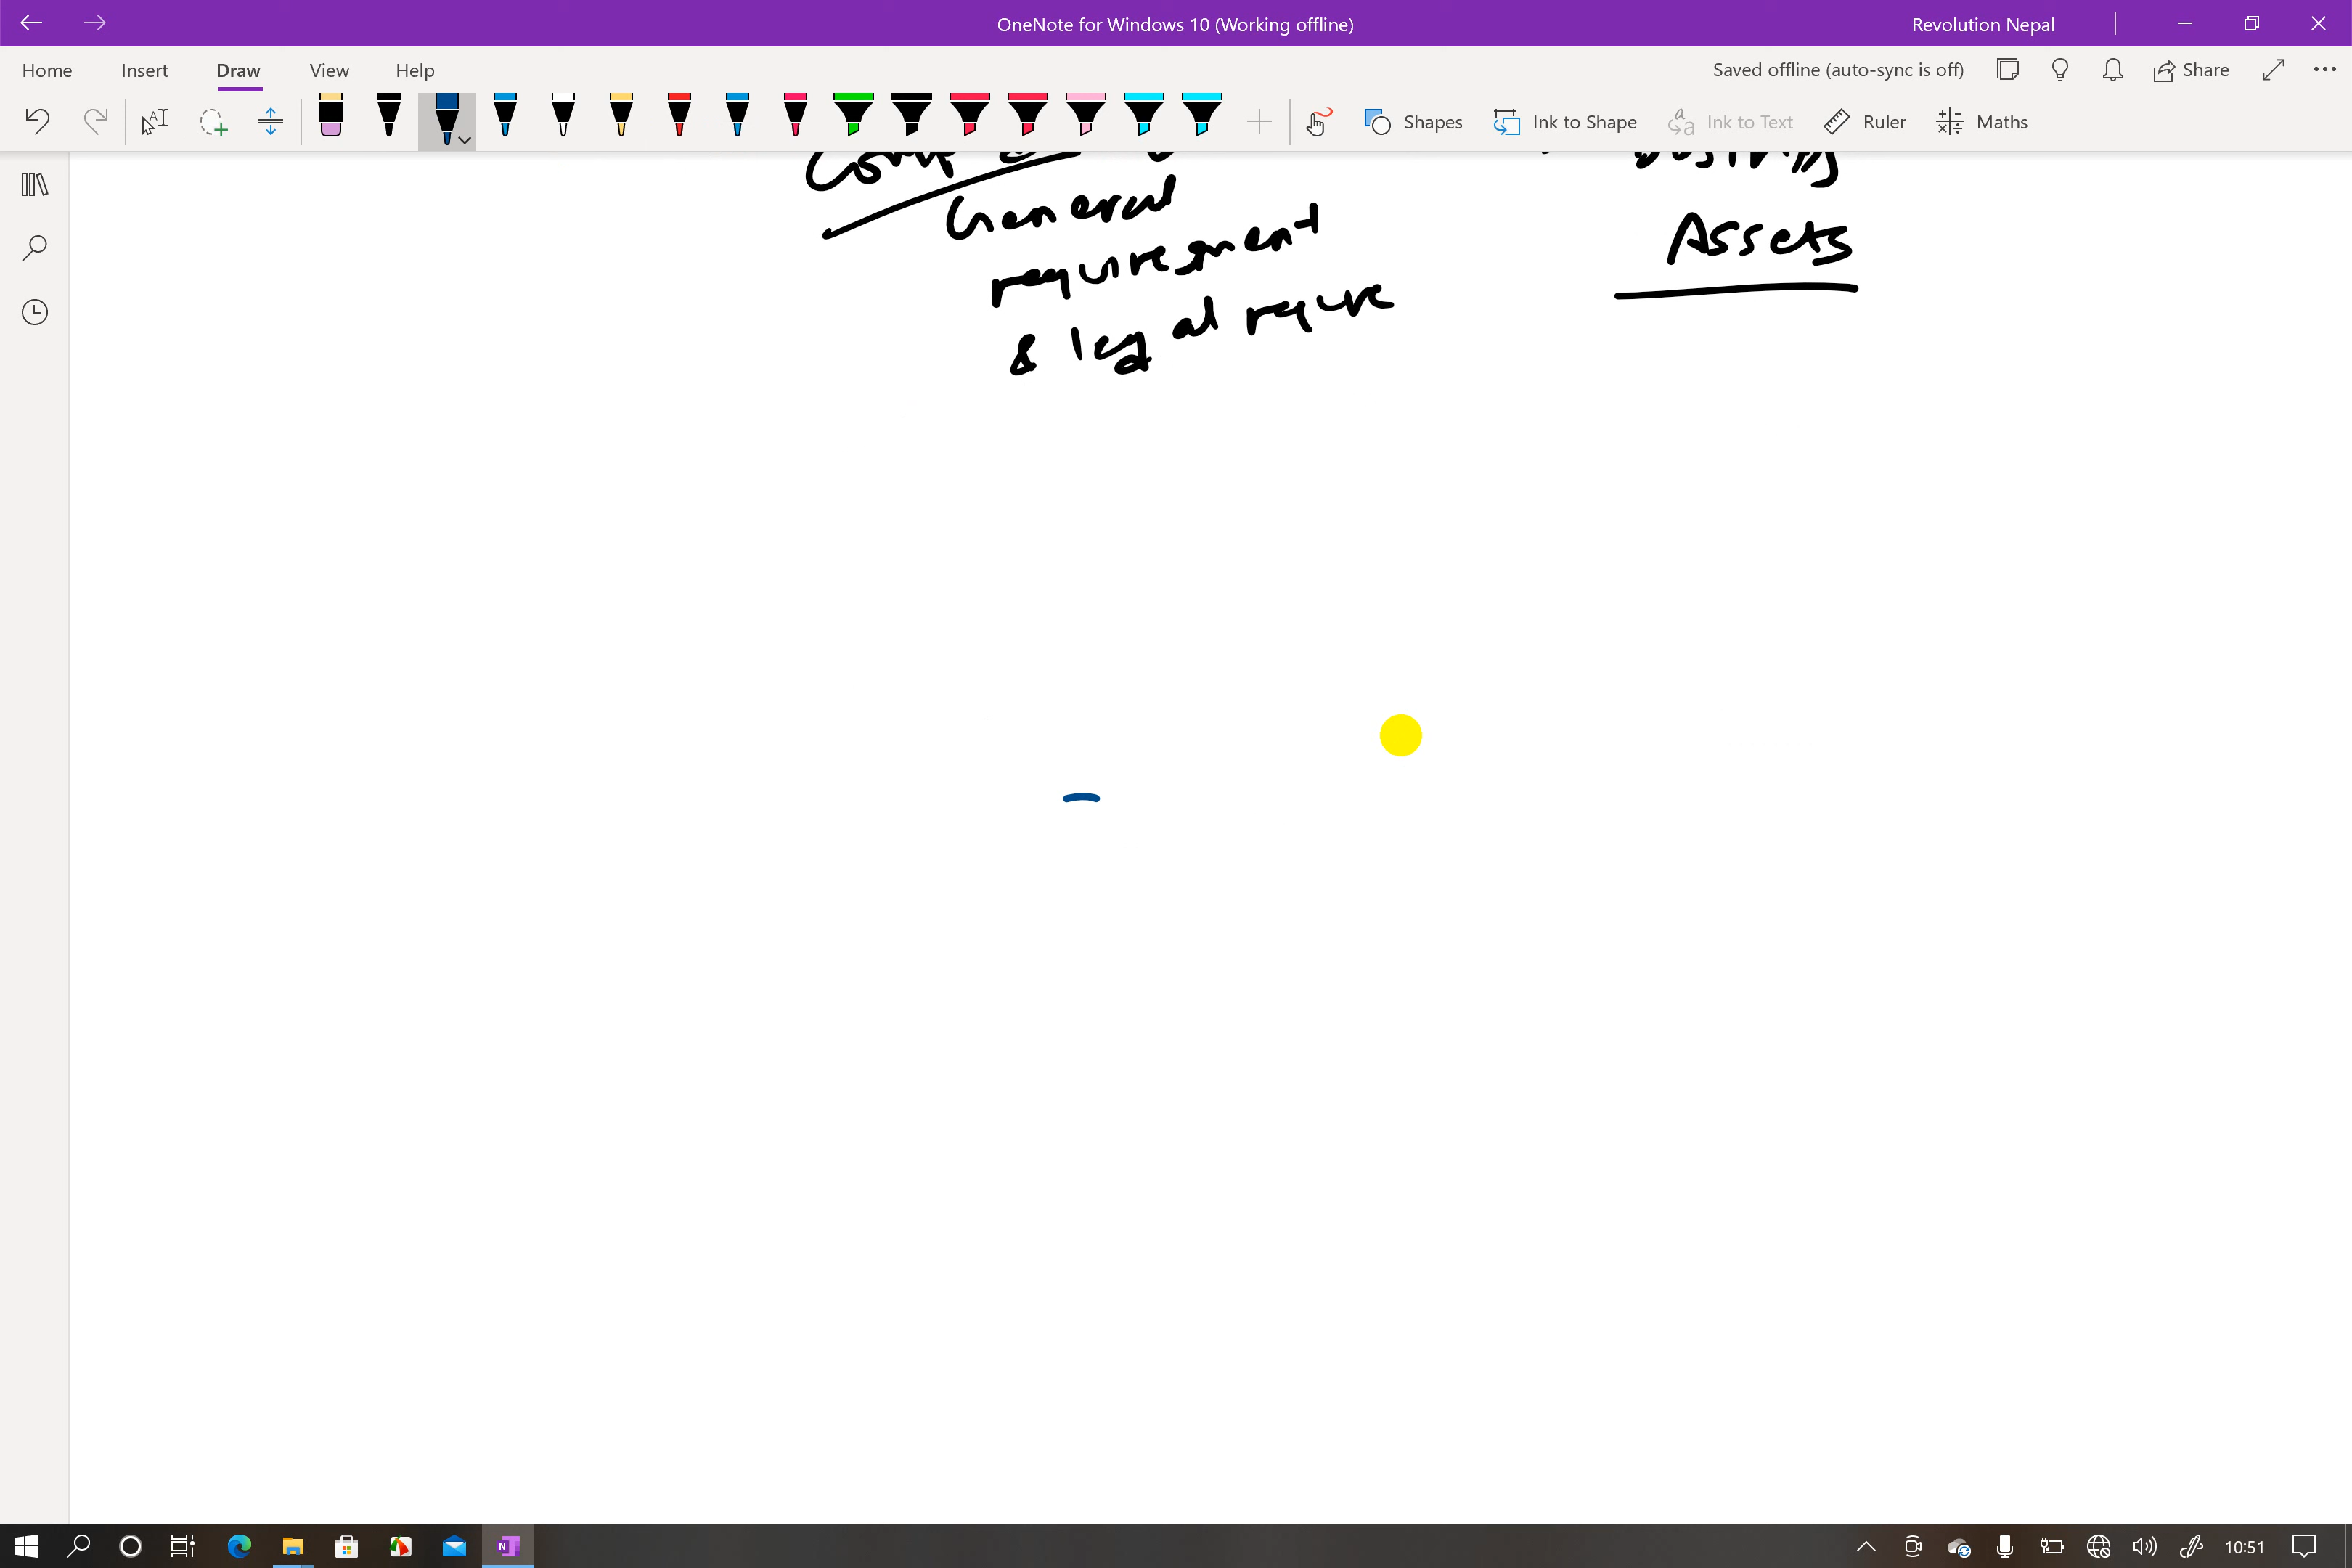 OneNote for Windows 10 (Working offline)
Revolution Nepal
Home
Insert
Draw
View
Help
Saved offline (auto-sync is off)
Share
Shapes
Ink to Shape
Ink to Text
Ruler
Maths
General
requirement
& legal require
Assets
10:51